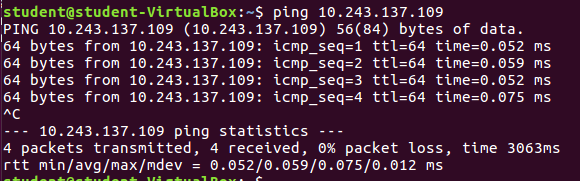 student@student-VirtualBox:~$ ping 10.243.137.109
PING 10.243.137.109 (10.243.137.109) 56(84) bytes of data.
64 bytes from 10.243.137.109: icmp_seq=1 ttl=64 time=0.052 ms
64 bytes from 10.243.137.109: icmp_seq=2 ttl=64 time=0.059 ms
64 bytes from 10.243.137.109: icmp_seq=3 ttl=64 time=0.052 ms
64 bytes from 10.243.137.109: icmp_seq=4 ttl=64 time=0.075 ms
^C
--- 10.243.137.109 ping statistics ---
4 packets transmitted, 4 received, 0% packet loss, time 3063ms
rtt min/avg/max/mdev = 0.052/0.059/0.075/0.012 ms